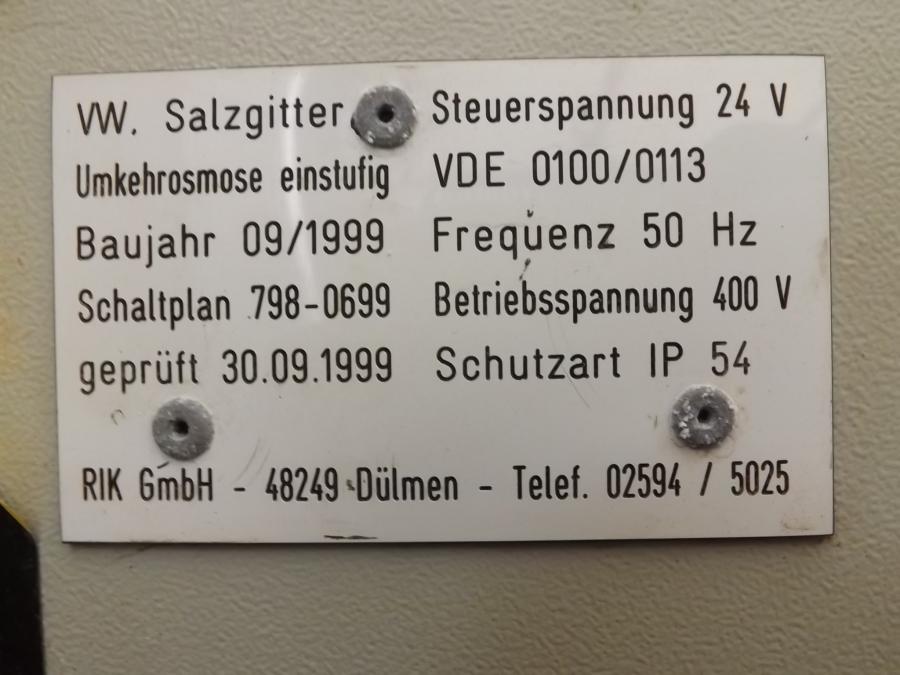 VW. Salzgitter
Umkehrosmose einstufig
Baujahr 09/1999
Schaltplan 798-0699
geprüft 30.09.1999
Steuerspannung 24 V
VDE 0100/0113
Frequenz 50 Hz
Betriebsspannung 400 V
Schutzart IP 54
RIK GmbH - 48249 Dülmen - Telef. 02594 / 5025